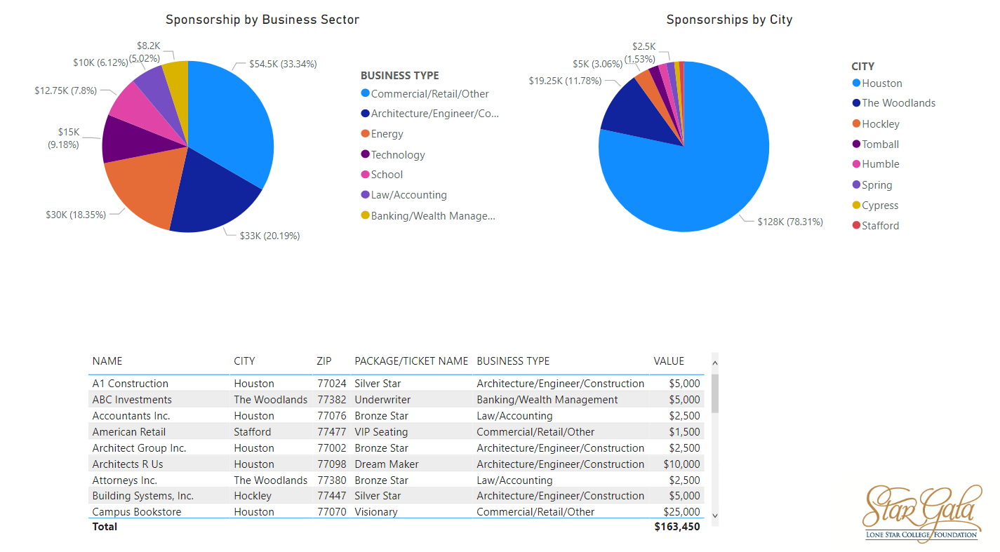 Sponsorship by Business Sector
$8.2K
(5.02%)
$10K (6.12%)
$54.5K (33.34%)
$12.75K (7.8%)
$15K
(9.18%)
$30K (18.35%)
$33K (20.19%)
BUSINESS TYPE
Commercial/Retail/Other
Architecture/Engineer/Co...
Energy
Technology
School
Law/Accounting
Banking/Wealth Manage...
Sponsorships by City
$2.5K
(1.53%)
$5K (3.06%)
$19.25K (11.78%)
$128K (78.31%)
CITY
Houston
The Woodlands
Hockley
Tomball
Humble
Spring
Cypress
Stafford
NAME CITY ZIP PACKAGE/TICKET NAME BUSINESS TYPE VALUE
A1 Construction Houston 77024 Silver Star Architecture/Engineer/Construction $5,000
ABC Investments The Woodlands 77382 Underwriter Banking/Wealth Management $5,000
Accountants Inc. Houston 77076 Bronze Star Law/Accounting $2,500
American Retail Stafford 77477 VIP Seating Commercial/Retail/Other $1,500
Architect Group Inc. Houston 77002 Bronze Star Architecture/Engineer/Construction $2,500
Architects R Us Houston 77098 Dream Maker Architecture/Engineer/Construction $10,000
Attorneys Inc. The Woodlands 77380 Bronze Star Law/Accounting $2,500
Building Systems, Inc. Hockley 77447 Silver Star Architecture/Engineer/Construction $5,000
Campus Bookstore Houston 77070 Visionary Commercial/Retail/Other $25,000
Total $163,450
Star Gala
LONE STAR COLLEGE FOUNDATION